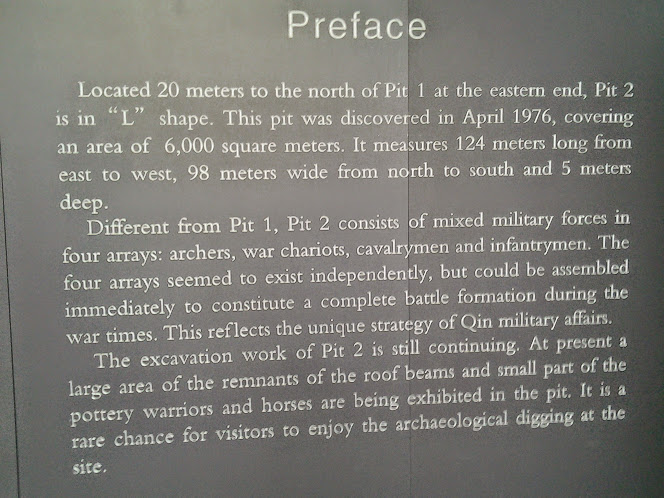 Preface
Located 20 meters to the north of Pit 1 at the eastern end, Pit 2
is in “L” shape. This pit was discovered in April 1976, covering
an area of 6,000 square meters. It measures 124 meters long from
east to west, 98 meters wide from north to south and 5 meters
deep.
Different from Pit 1, Pit 2 consists of mixed military forces in
four arrays: archers, war chariots, cavalrymen and infantrymen. The
four arrays seemed to exist independently, but could be assembled
immediately to constitute a complete battle formation during the
war times. This reflects the unique strategy of Qin military affairs.
The excavation work of Pit 2 is still continuing. At present a
large area of the remnants of the roof beams and small part of the
pottery warriors and horses are being exhibited in the pit. It is a
rare chance for visitors to enjoy the archaeological digging at the
site.